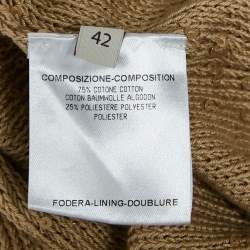 42
COMPOSIZIONE-COMPOSITION
75% COTONE COTTON
COTON BAUMWOLLE ALGODON
25% POLIESTERE POLYESTER
POLIESTER
FODERA-LINING-DOUBLURE